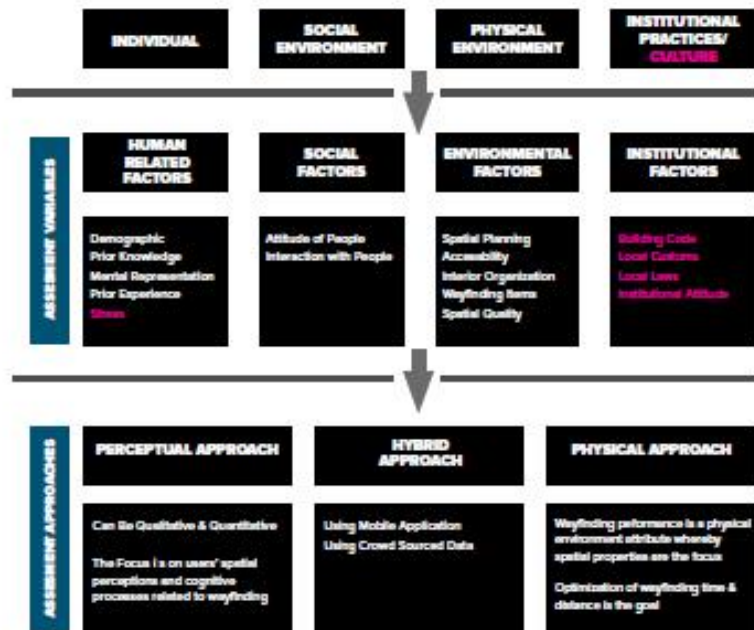 INDIVIDUAL
SOCIAL
ENVIRONMENT
PHYSICAL
ENVIRONMENT
INSTITUTIONAL
PRACTICES/
CULTURE
ASSESMENT VARIABLES
HUMAN
RELATED
FACTORS
SOCIAL
FACTORS
ENVIRONMENTAL
FACTORS
INSTITUTIONAL
FACTORS
Demographic
Prior Knowledge
Mental Representation
Prior Experience
Stress
Attitude of People
Interaction with People
Spatial Planning
Accessability
Interior Organization
Wayfinding Items
Spatial Quality
Building Code
Local Customs
Local Laws
Institutional Attitude
ASSESMENT APPROACHES
PERCEPTUAL APPROACH
HYBRID
APPROACH
PHYSICAL APPROACH
Can Be Qualitative & Quantitative
The Focus is on users' spatial
perceptions and cognitive
processes related to wayfinding
Using Mobile Application
Using Crowd Sourced Data
Wayfinding peformance is a physical
environment attribute whereby
spatial properties are the focus
Optimization of wayfinding time &
distance is the goal